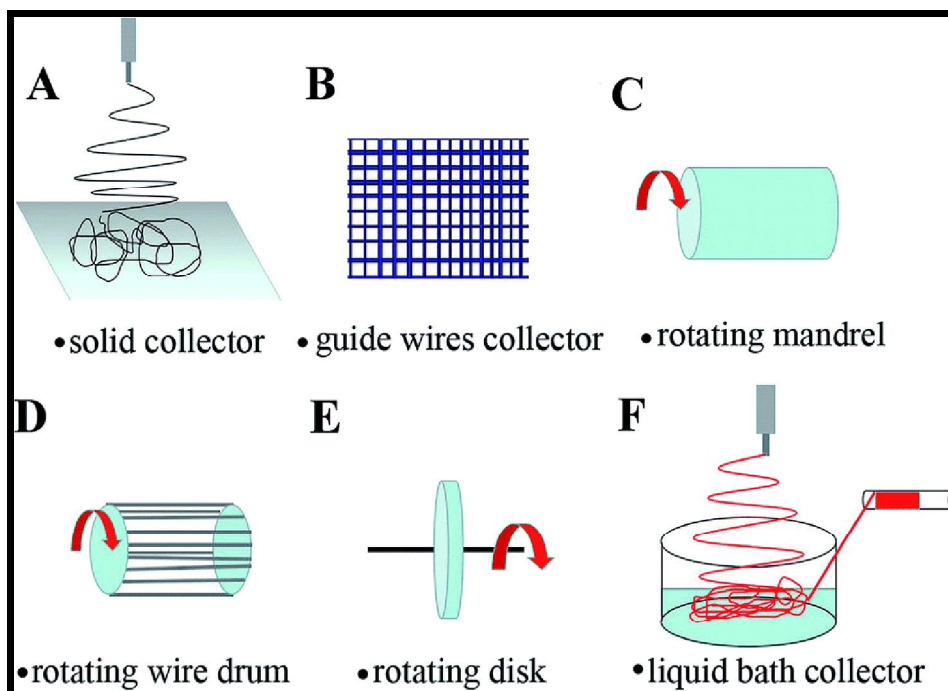 A
B
C
• solid collector
• guide wires collector
• rotating mandrel
D
E
F
• rotating wire drum
• rotating disk
• liquid bath collector